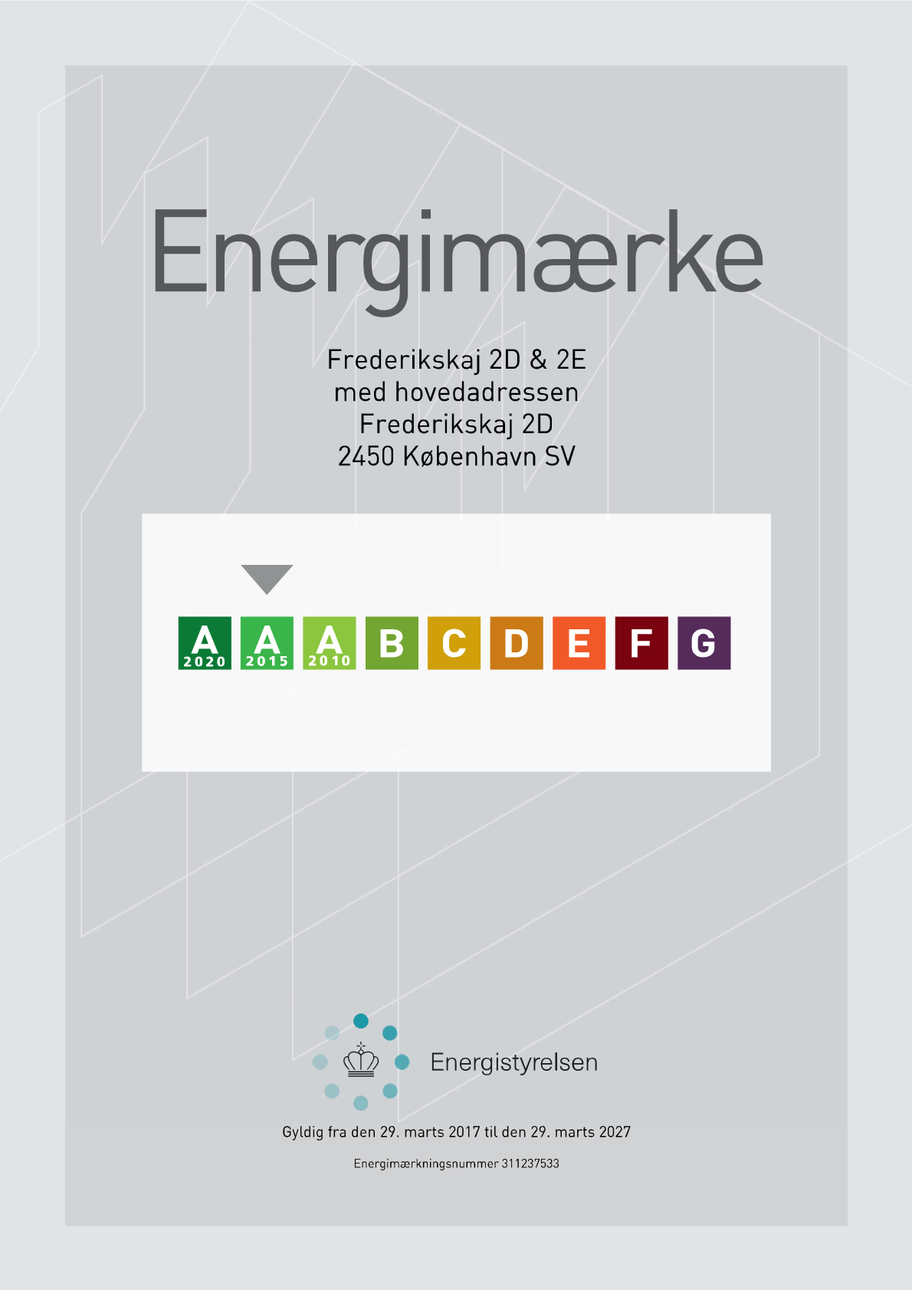 Energimærke
Frederikskaj 2D & 2E
med hovedadressen
Frederikskaj 2D
2450 København SV
A 2020 A 2015 A 2010 B C D E F G
Energistyrelsen
Gyldig fra den 29. marts 2017 til den 29. marts 2027
Energimærkningsnummer 311237533